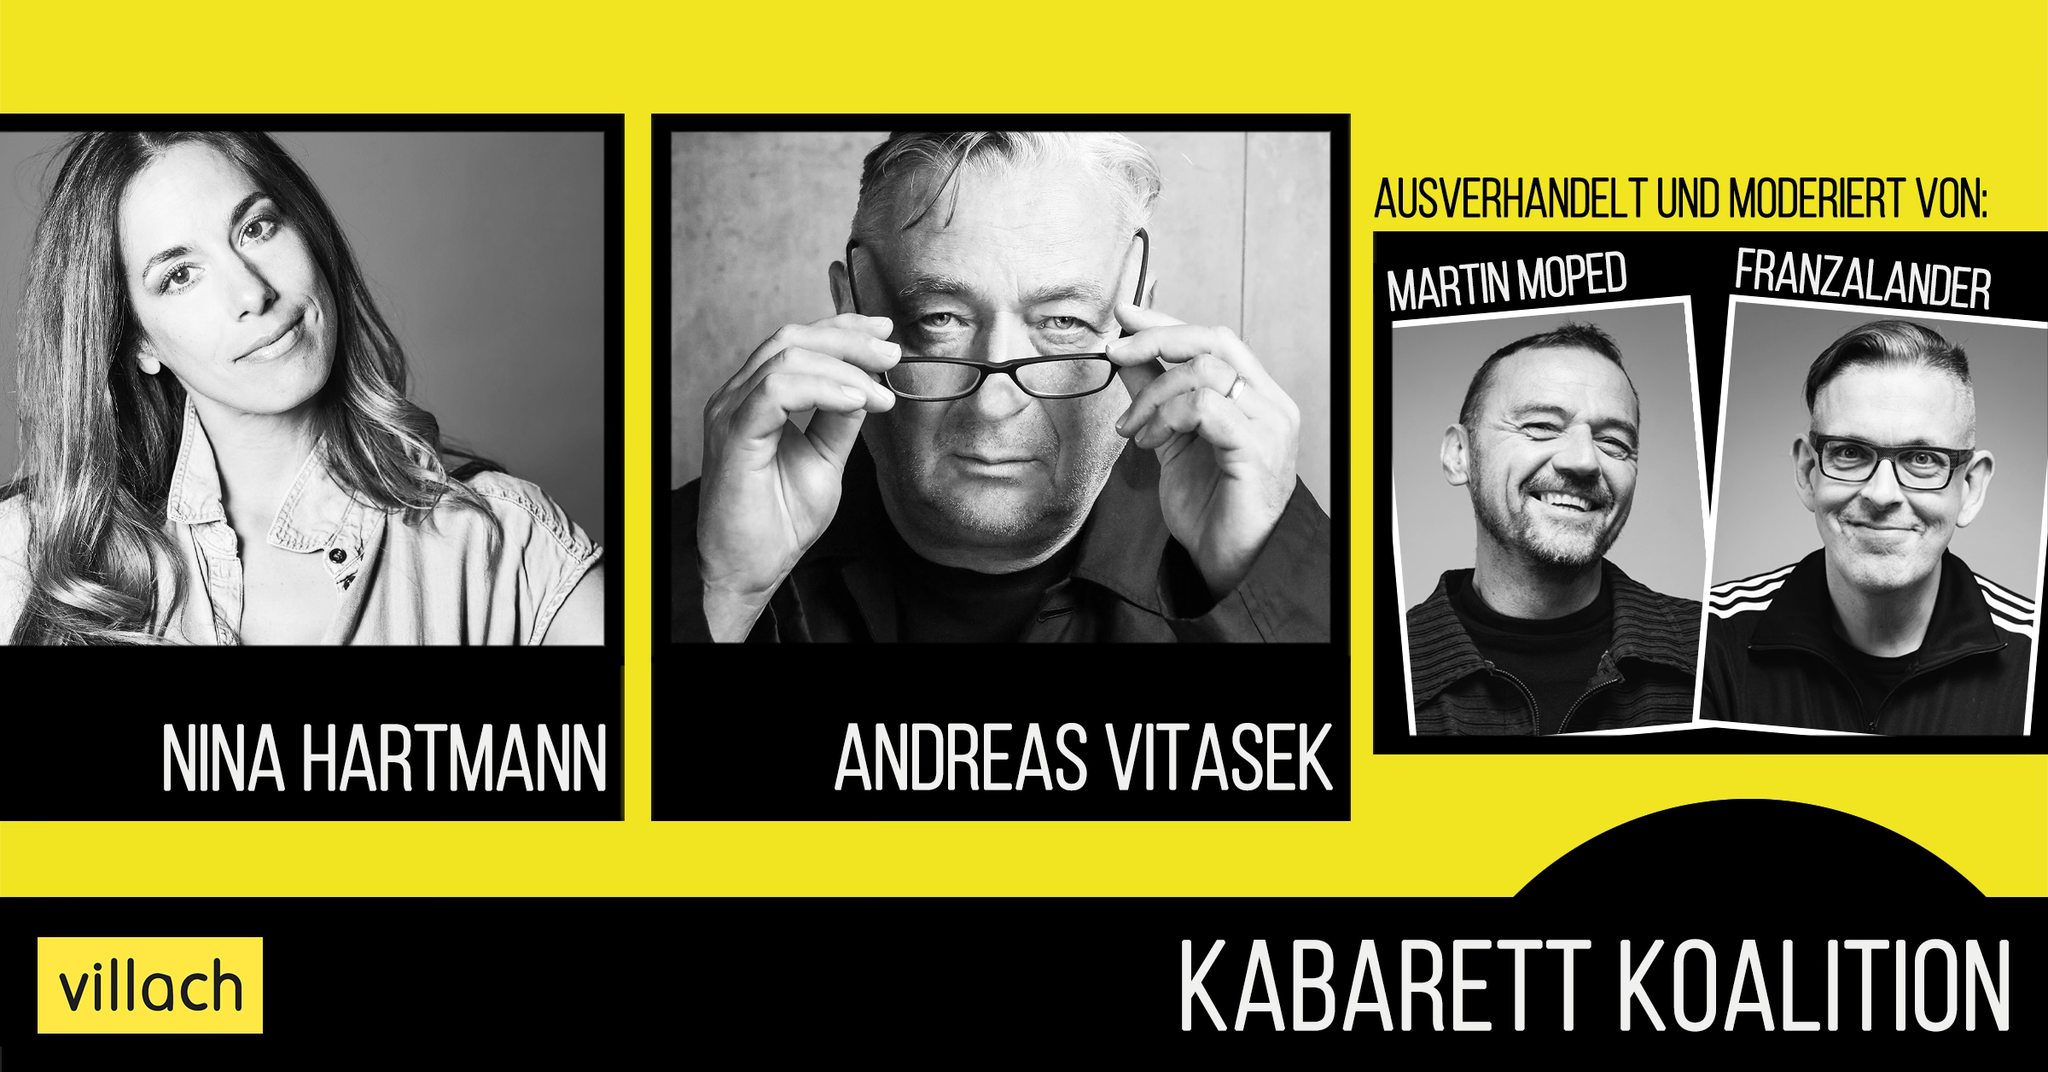 AUSVERHANDELT UND MODERIERT VON:
MARTIN MOPED
FRANZALANDER
NINA HARTMANN
ANDREAS VITASEK
villach
KABARETT KOALITION